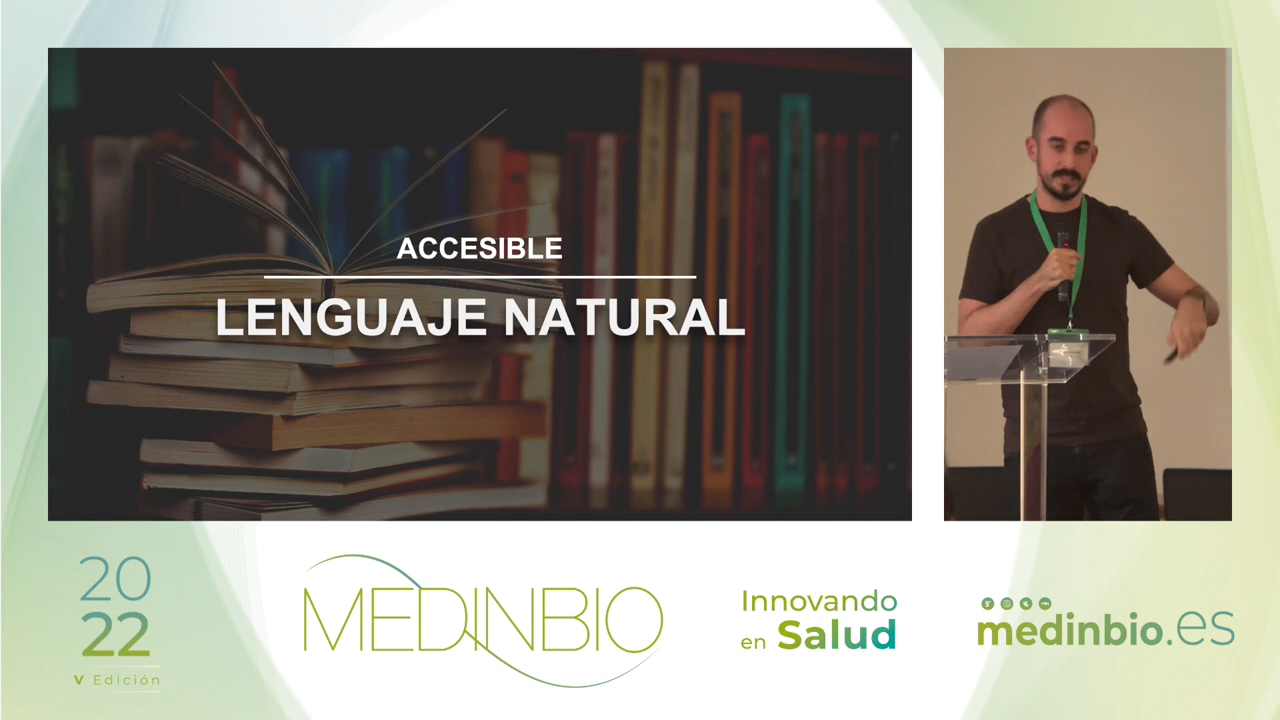 ACCESIBLE
LENGUAJE NATURAL
20
22
V Edición
MEDINBIO
Innovando
en Salud
medinbio.es